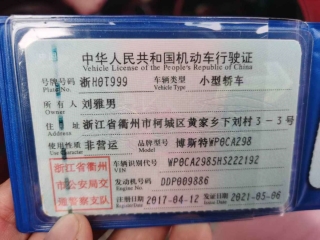 中华人民共和国机动车行驶证
Vehicle License of the People's Republic of China
号牌号码 浙H0T999 车辆类型 小型轿车
Plate No. Vehicle Type
所有人 刘雅男
Owner
住址 浙江省衢州市柯城区黄家乡下刘村3-3号
Address
使用性质 非营运 品牌型号 博斯特WP0CA298
浙江省衢州市公安局交警支队
车辆识别代号 WP0CA2985HS222192
VIN
发动机号码 DDP009886
Engine No.
注册日期 2017-04-12 发证日期 2021-05-06